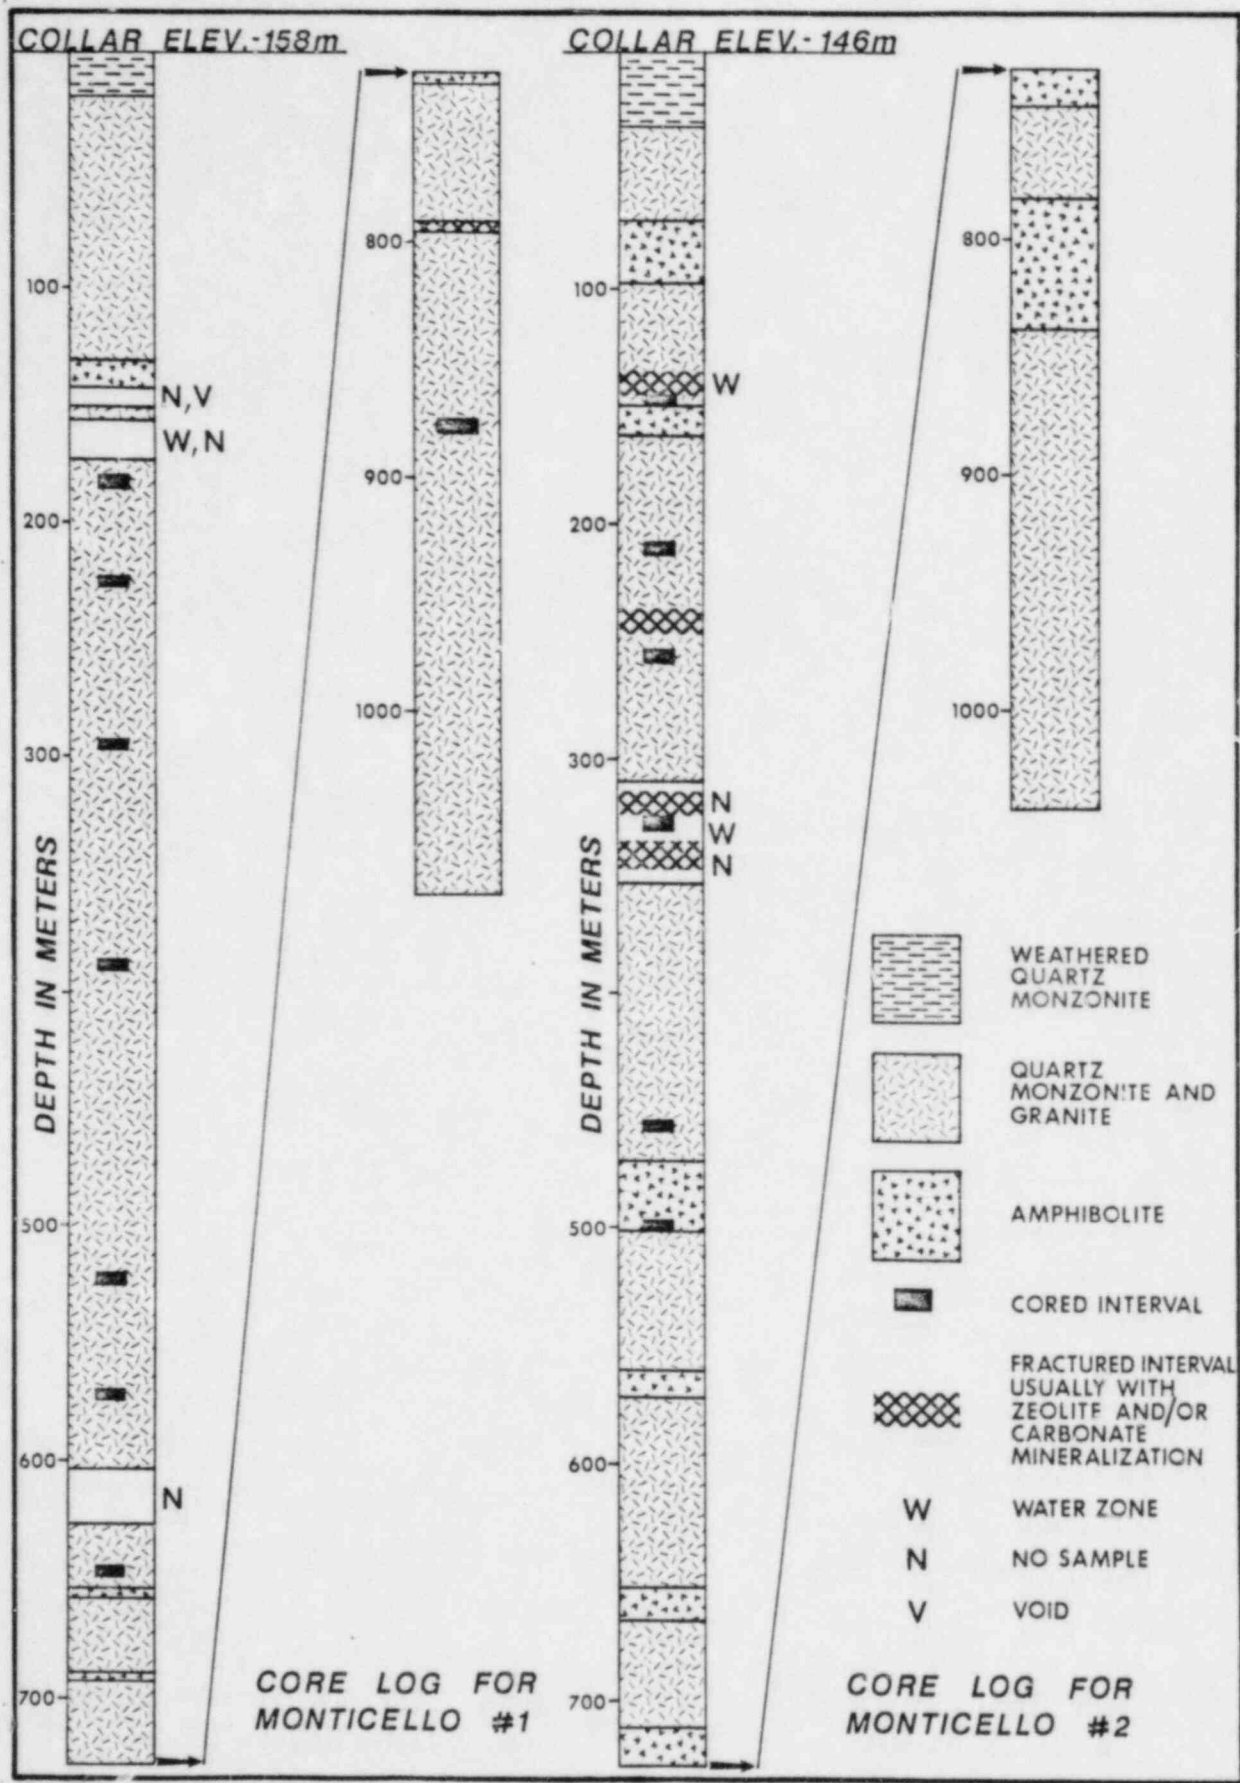 COLLAR ELEV.-158m
100
N,V
W,N
200
300
DEPTH IN METERS
500
600
N
700
800
900
1000
CORE LOG FOR
MONTICELLO #1
COLLAR ELEV.-146m
100
W
200
300
N
W
N
DEPTH IN METERS
500
600
700
800
900
1000
WEATHERED
QUARTZ
MONZONITE
QUARTZ
MONZONITE AND
GRANITE
AMPHIBOLITE
CORED INTERVAL
FRACTURED INTERVAL
USUALLY WITH
ZEOLITE AND/OR
CARBONATE
MINERALIZATION
W WATER ZONE
N NO SAMPLE
V VOID
CORE LOG FOR
MONTICELLO #2